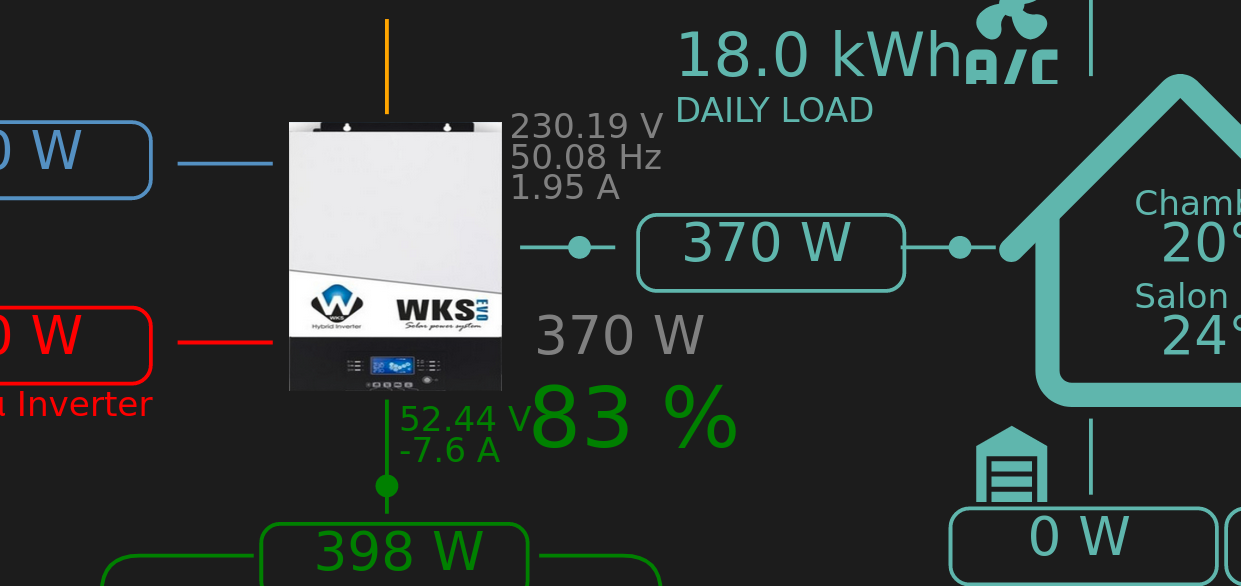 18.0 kWh
A/C
DAILY LOAD
230.19 V
50.08 Hz
1.95 A
0 W
370 W
20°
Salon
24°
WKS
Hybrid Inverter
WKS EVO
Solar power system
0 W
Inverter
370 W
52.44 V
-7.6 A
83 %
398 W
0 W